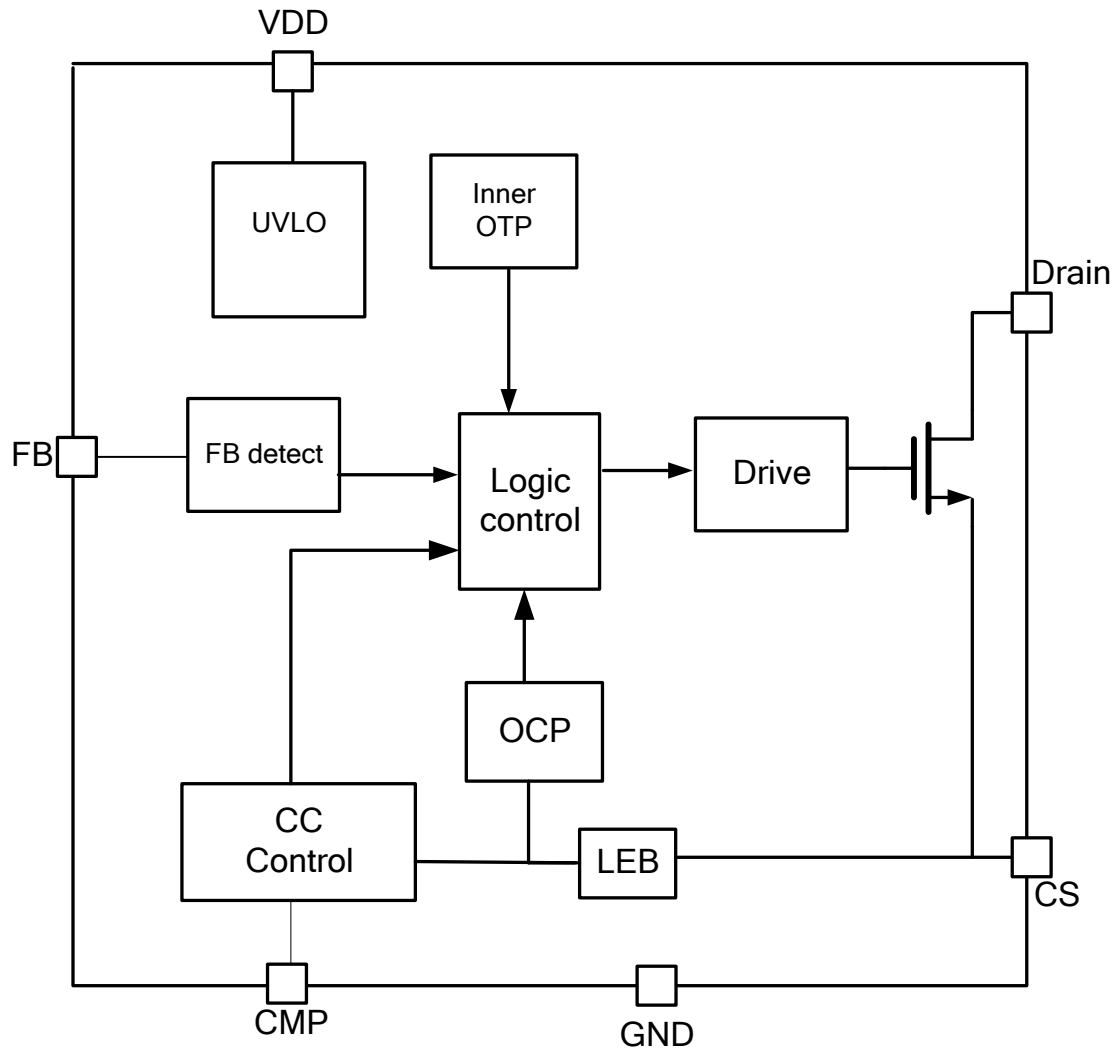 VDD
Inner
OTP
UVLO
Drain
FB
FB detect
Logic
control
Drive
OCP
CC
Control
LEB
CS
CMP
GND